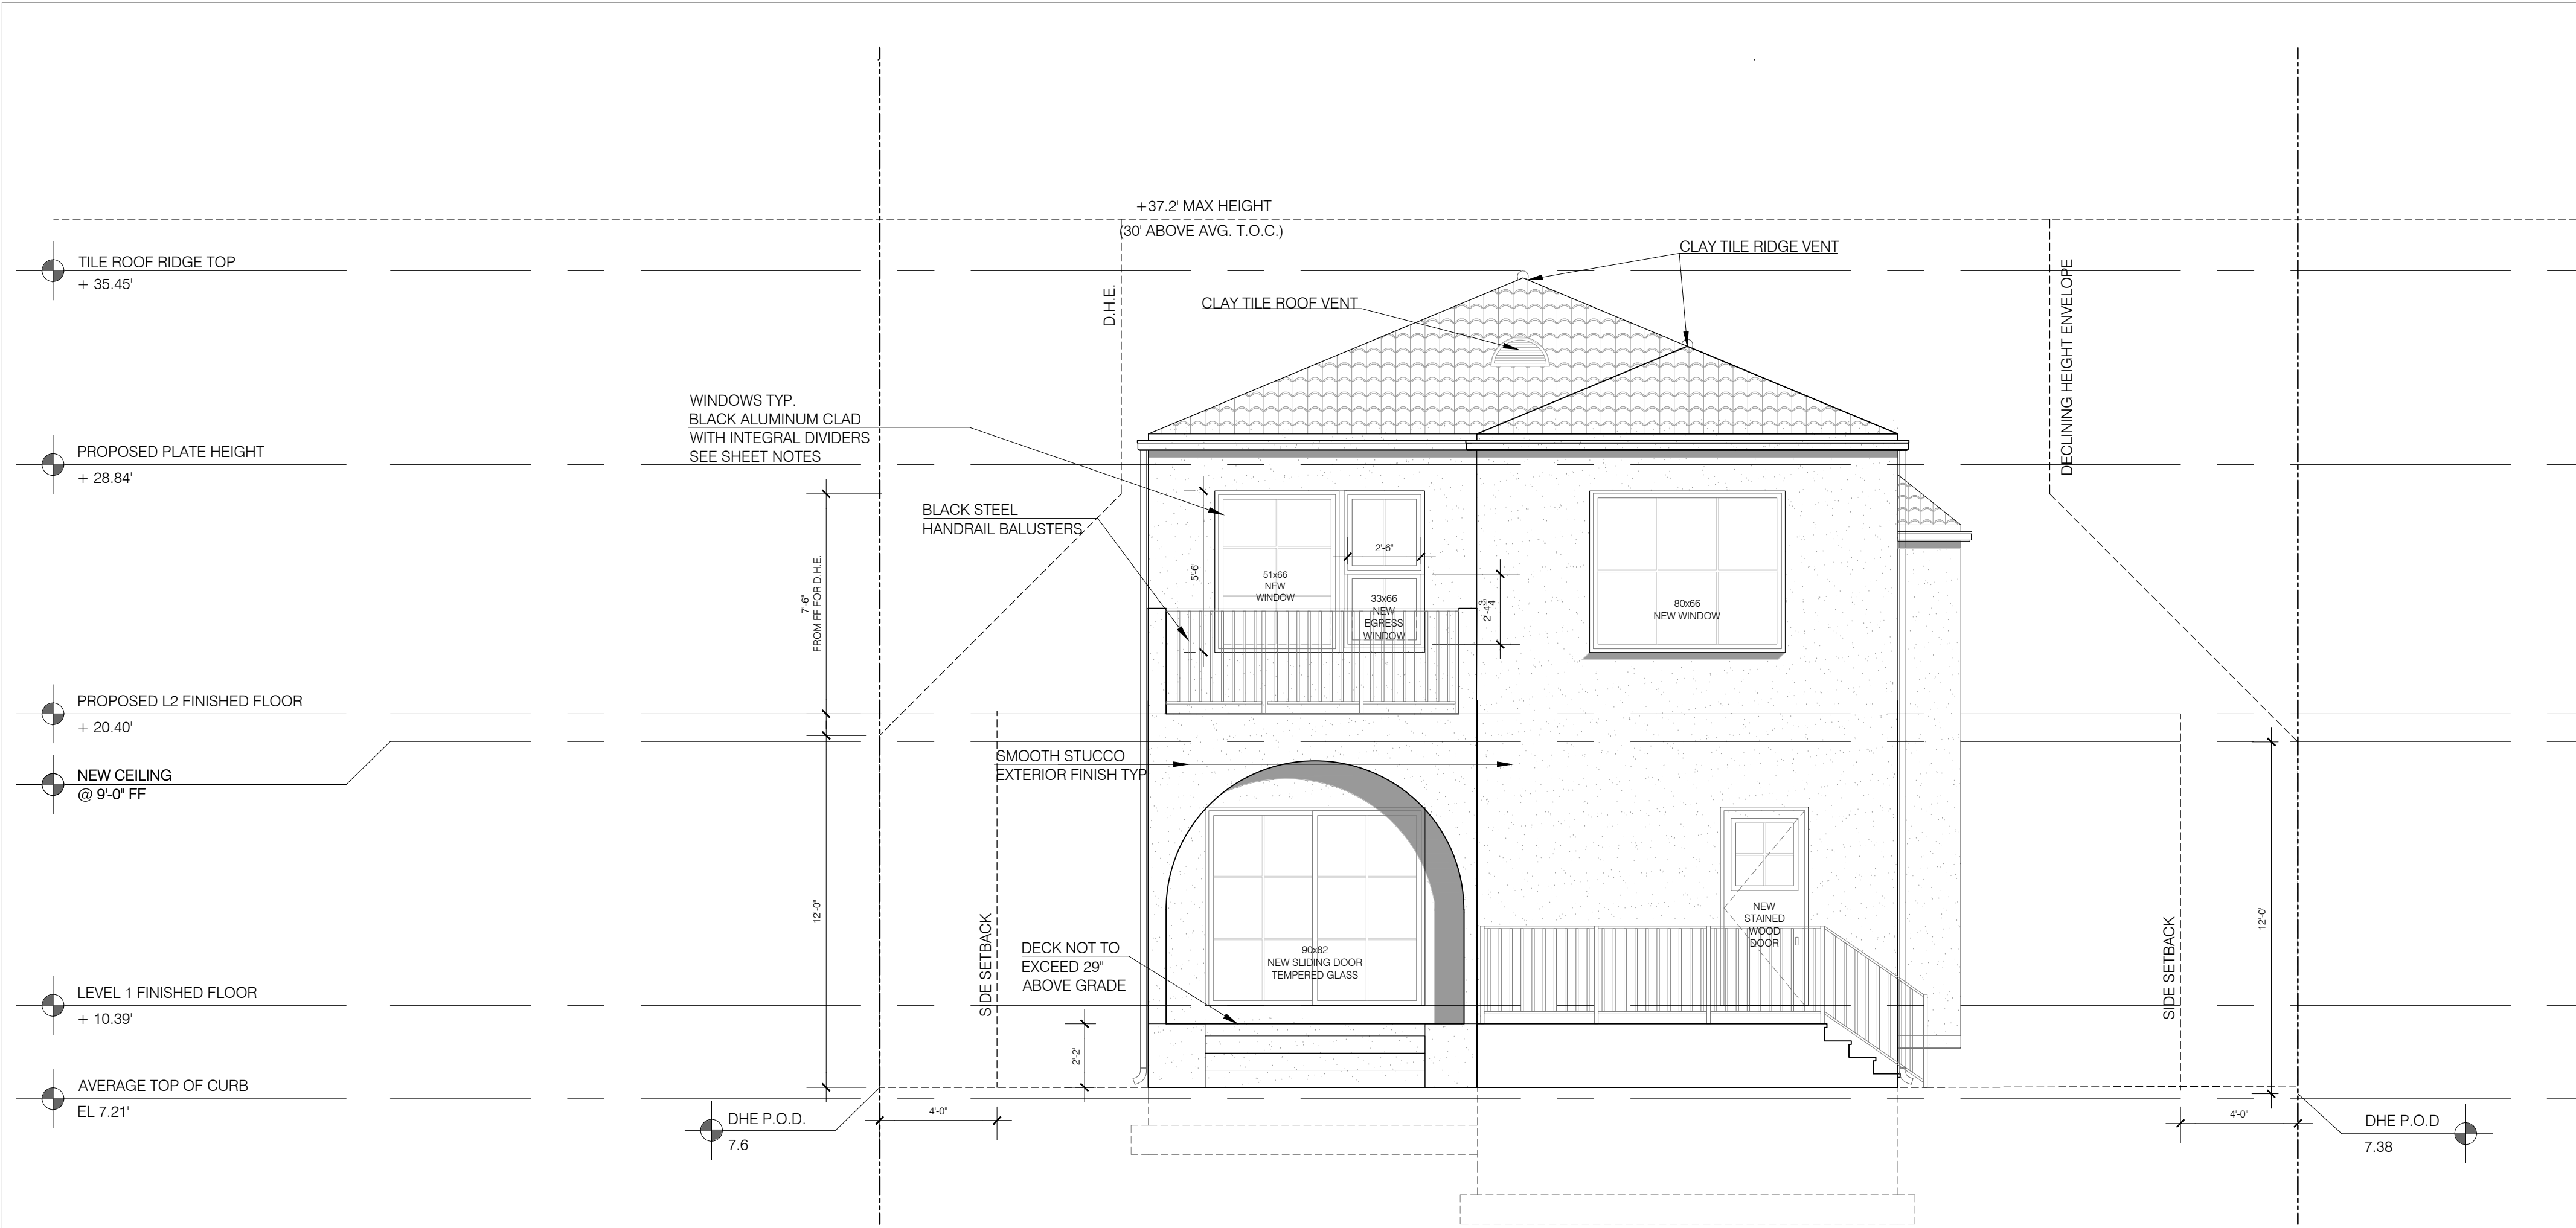 +37.2' MAX HEIGHT
(30' ABOVE AVG. T.O.C.)
TILE ROOF RIDGE TOP
+ 35.45'
PROPOSED PLATE HEIGHT
+ 28.84'
PROPOSED L2 FINISHED FLOOR
+ 20.40'
NEW CEILING
@ 9'-0" FF
LEVEL 1 FINISHED FLOOR
+ 10.39'
AVERAGE TOP OF CURB
EL 7.21'
CLAY TILE RIDGE VENT
CLAY TILE ROOF VENT
D.H.E.
DECLINING HEIGHT ENVELOPE
WINDOWS TYP.
BLACK ALUMINUM CLAD
WITH INTEGRAL DIVIDERS
SEE SHEET NOTES
BLACK STEEL
HANDRAIL BALUSTERS
7'-6"
FROM FF FOR D.H.E.
5'-6"
2'-6"
2'-4 3/4"
51x66
NEW
WINDOW
33x66
NEW
EGRESS
WINDOW
80x66
NEW WINDOW
SMOOTH STUCCO
EXTERIOR FINISH TYP
12'-0"
SIDE SETBACK
DECK NOT TO
EXCEED 29"
ABOVE GRADE
2'-2"
90x82
NEW SLIDING DOOR
TEMPERED GLASS
NEW
STAINED
WOOD
DOOR
SIDE SETBACK
12'-0"
DHE P.O.D.
7.6
4'-0"
4'-0"
DHE P.O.D
7.38